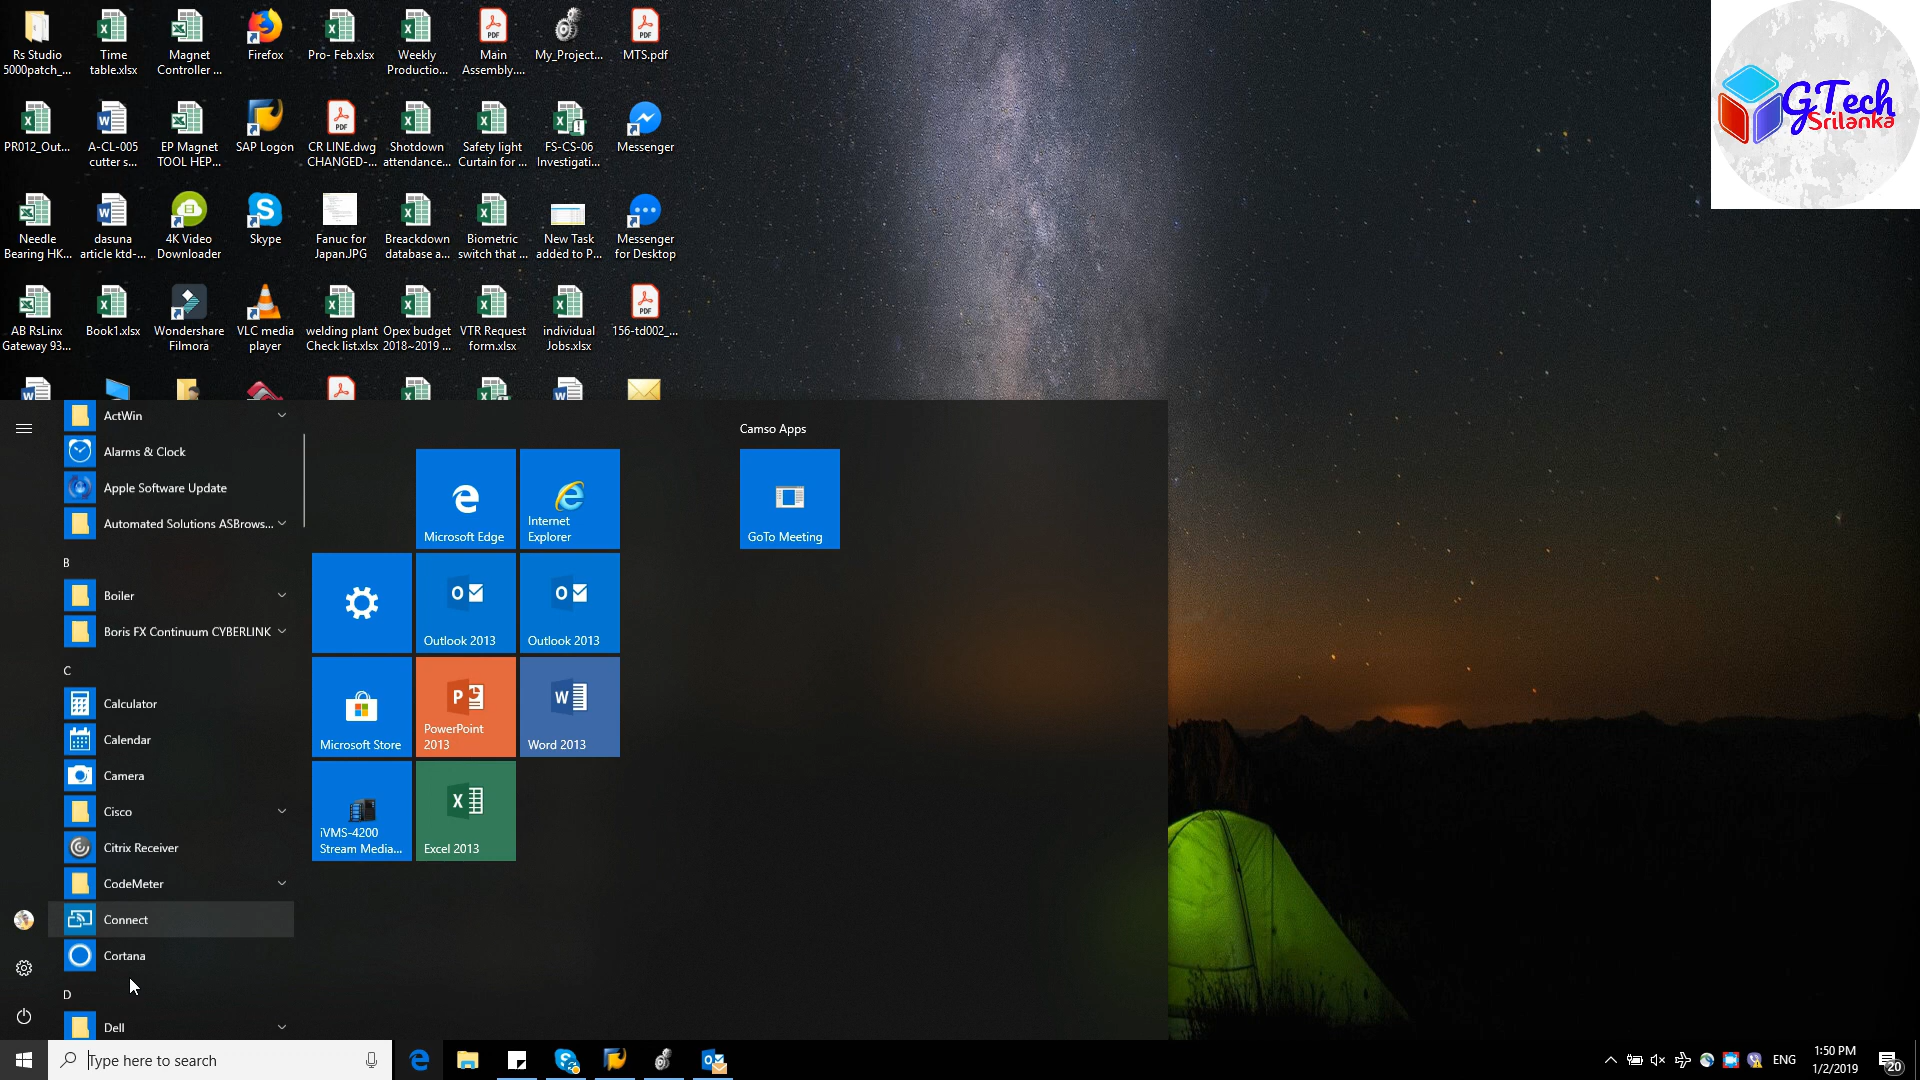 Rs Studio
5000patch_...
Time
table.xlsx
Magnet
Controller ...
Firefox
Pro- Feb.xlsx
Weekly
Productio...
Main
Assembly....
My_Project...
MTS.pdf
PR012_Out...
A-CL-005
cutter s...
EP Magnet
TOOL HEP...
SAP Logon
CR LINE.dwg
CHANGED-...
Shotdown
attendance...
Safety light
Curtain for ...
FS-CS-06
Investigati...
Messenger
Needle
Bearing HK...
dasuna
article ktd-...
4K Video
Downloader
Skype
Fanuc for
Japan.JPG
Breackdown
database a...
Biometric
switch that ...
New Task
added to P...
Messenger
for Desktop
AB RsLinx
Gateway 93...
Book1.xlsx
Wondershare
Filmora
VLC media
player
welding plant
Check list.xlsx
Opex budget
2018~2019 ...
VTR Request
form.xlsx
individual
Jobs.xlsx
156-td002_...
GTech
Srilanka
ActWin
Alarms & Clock
Apple Software Update
Automated Solutions ASBrows...
B
Boiler
Boris FX Continuum CYBERLINK
C
Calculator
Calendar
Camera
Cisco
Citrix Receiver
CodeMeter
Connect
Cortana
D
Dell
Microsoft Edge
Internet
Explorer
Outlook 2013
Outlook 2013
Microsoft Store
PowerPoint
2013
Word 2013
iVMS-4200
Stream Media...
Excel 2013
Camso Apps
GoTo Meeting
Type here to search
ENG
1:50 PM
1/2/2019
20